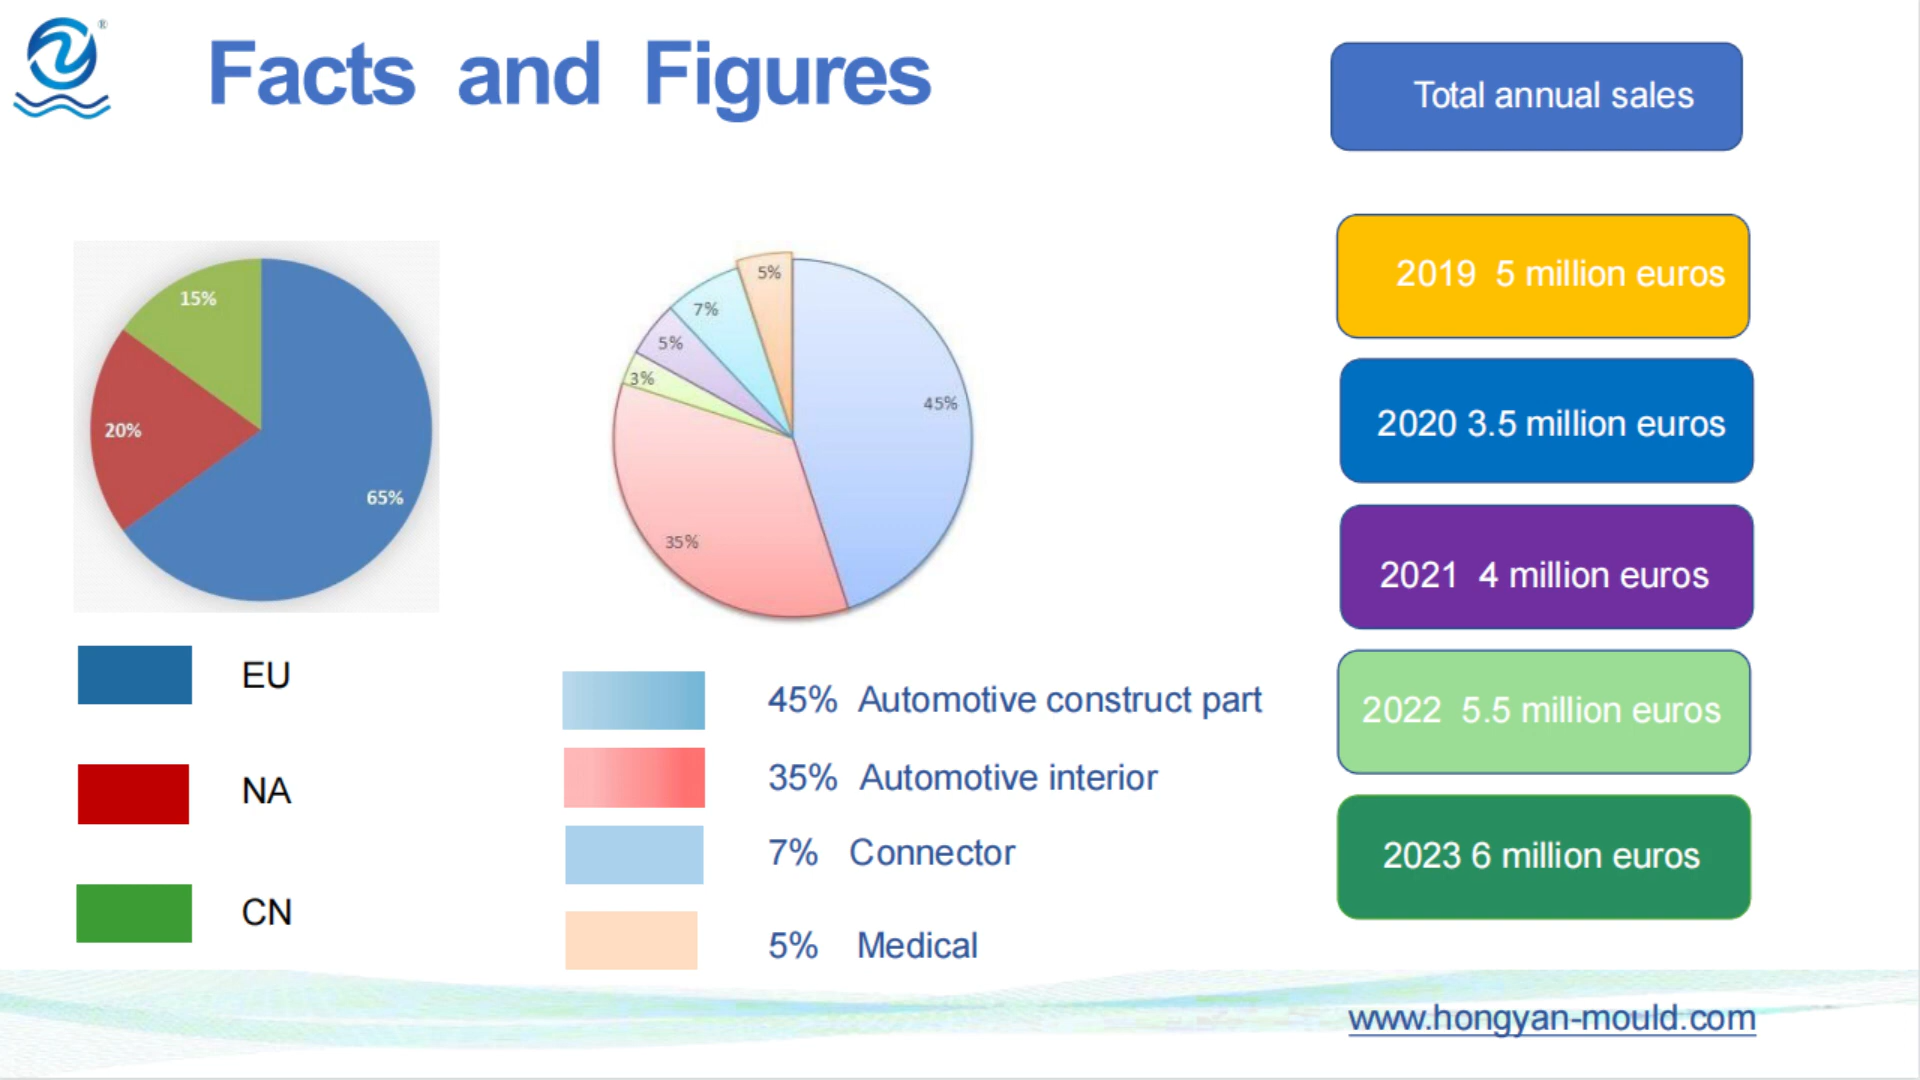 ®
Facts and Figures
Total annual sales
15%
20%
65%
5%
7%
5%
3%
45%
35%
2019 5 million euros
2020 3.5 million euros
2021 4 million euros
2022 5.5 million euros
2023 6 million euros
EU
NA
CN
45% Automotive construct part
35% Automotive interior
7% Connector
5% Medical
www.hongyan-mould.com